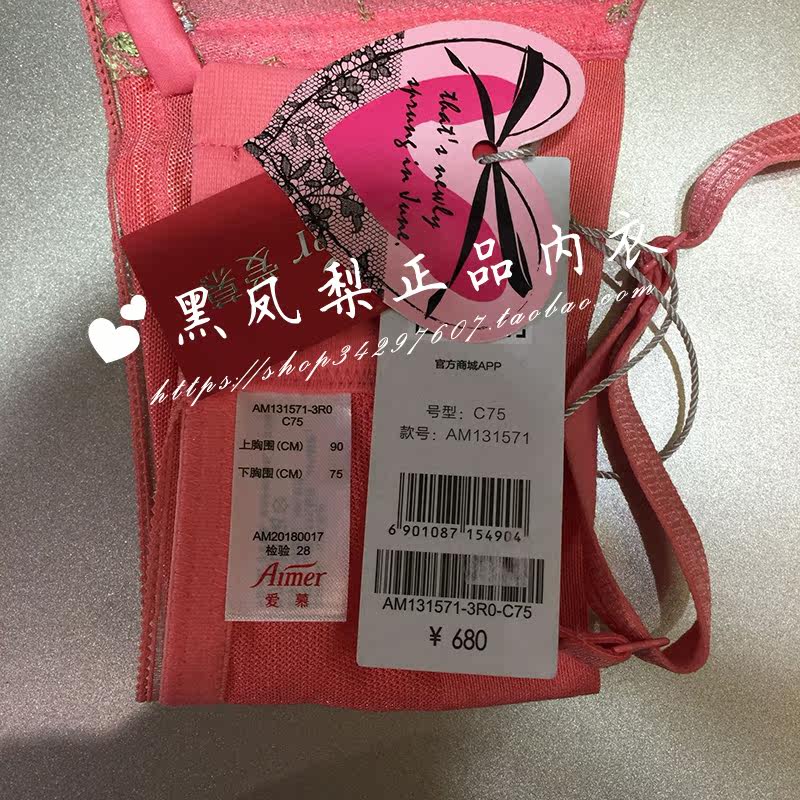 that's newly
sprung in June.
爱慕
黑凤梨正品内衣
https://shop34297607.taobao.com
官方商城APP
号型：C75
款号：AM131571
6 901087 154904
AM131571-3R0-C75
¥ 680
AM131571-3R0
C75
上胸围(CM) 90
下胸围(CM) 75
AM20180017
检验 28
Aimer
爱慕